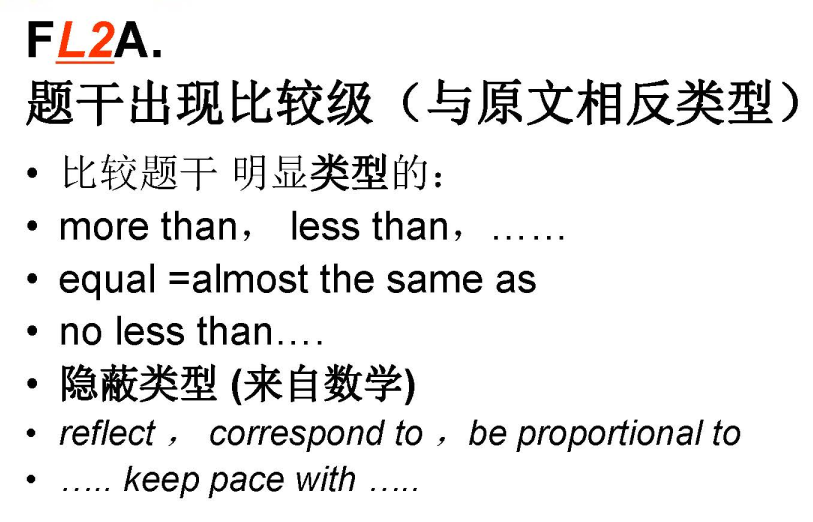 FL2A.
题干出现比较级（与原文相反类型）
• 比较题干 明显类型的：
• more than， less than，……
• equal =almost the same as
• no less than….
• 隐蔽类型 (来自数学)
• reflect ， correspond to ，be proportional to
• ….. keep pace with …..